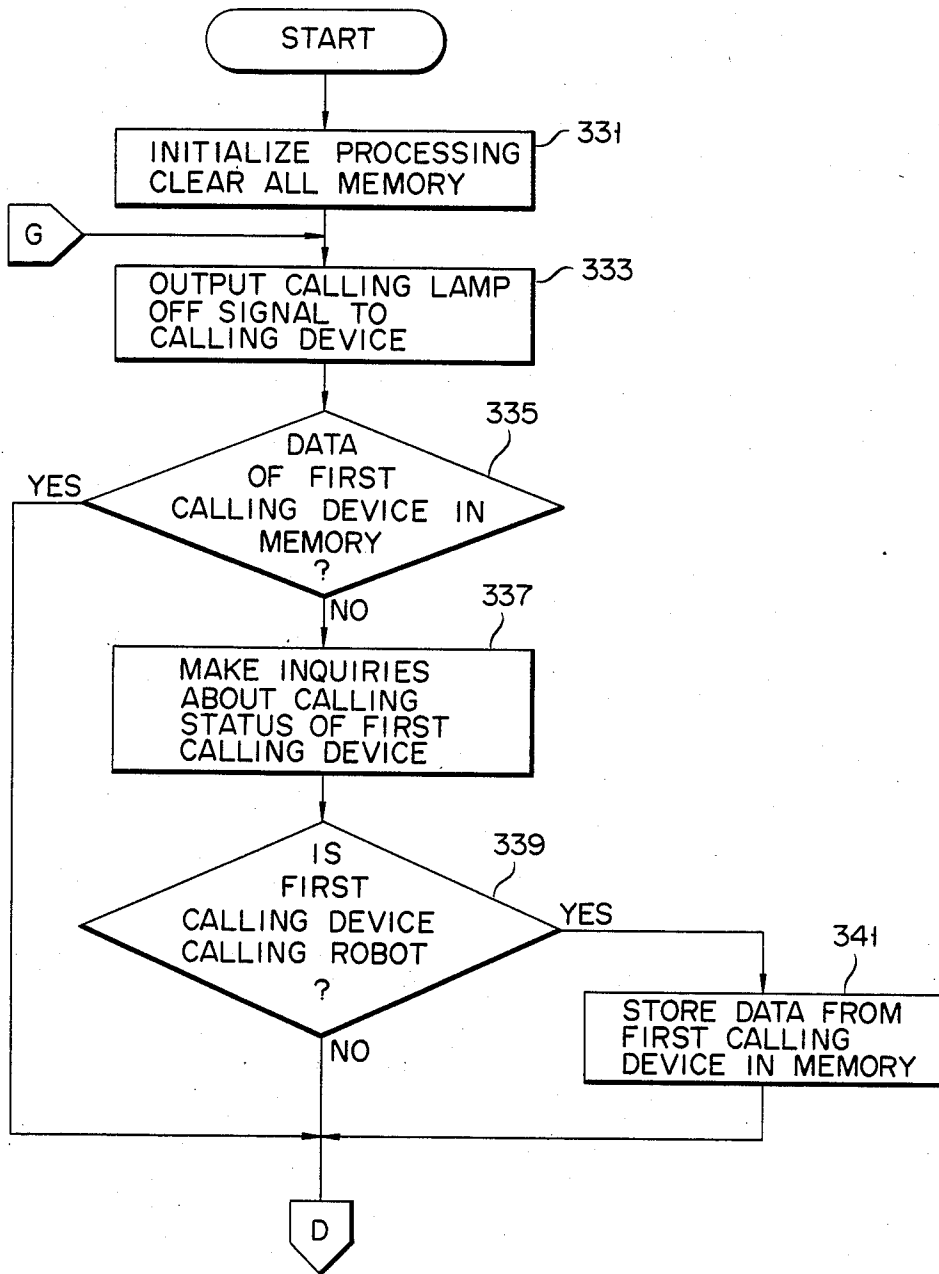 START
331
INITIALIZE PROCESSING
CLEAR ALL MEMORY
G
333
OUTPUT CALLING LAMP
OFF SIGNAL TO
CALLING DEVICE
335
DATA
OF FIRST
CALLING DEVICE IN
MEMORY
?
YES
NO
337
MAKE INQUIRIES
ABOUT CALLING
STATUS OF FIRST
CALLING DEVICE
339
IS
FIRST
CALLING DEVICE
CALLING ROBOT
?
YES
NO
341
STORE DATA FROM
FIRST CALLING
DEVICE IN MEMORY
D